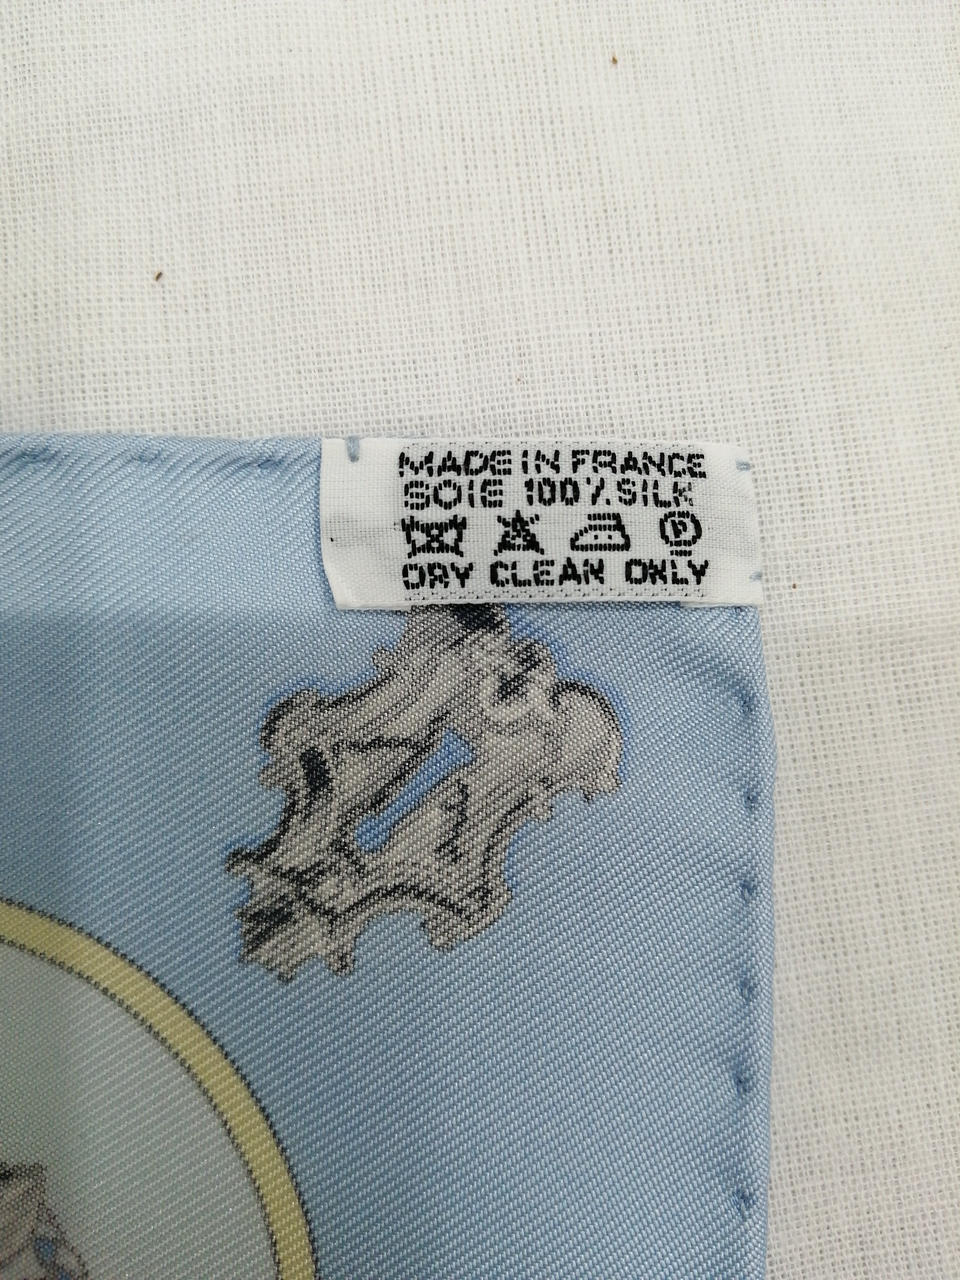 MADE IN FRANCE
SOIE 100% SILK
P
DRY CLEAN ONLY